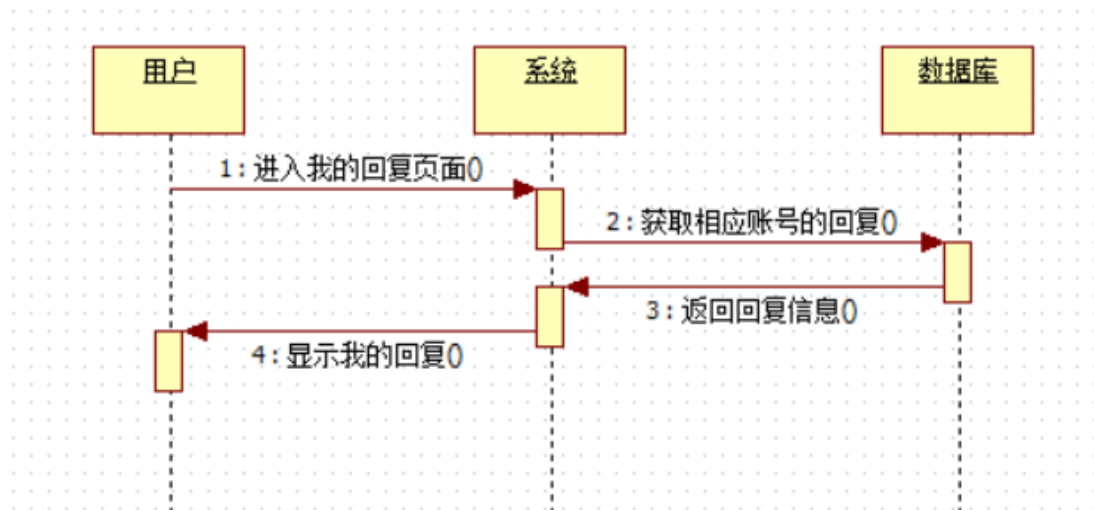 用户
系统
数据库
1:进入我的回复页面()
2:获取相应账号的回复()
3:返回回复信息()
4:显示我的回复()